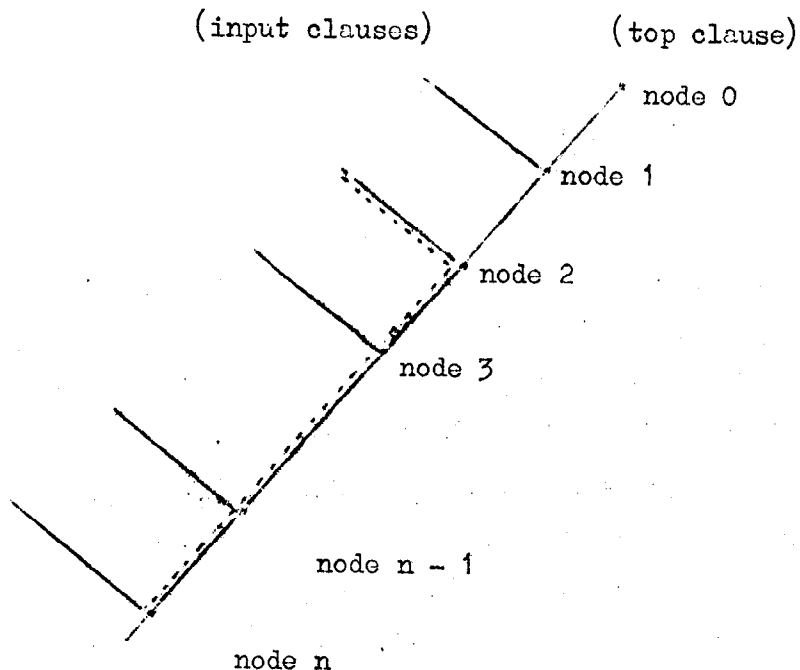 (input clauses) (top clause)
node 0
node 1
node 2
node 3
node n - 1
node n